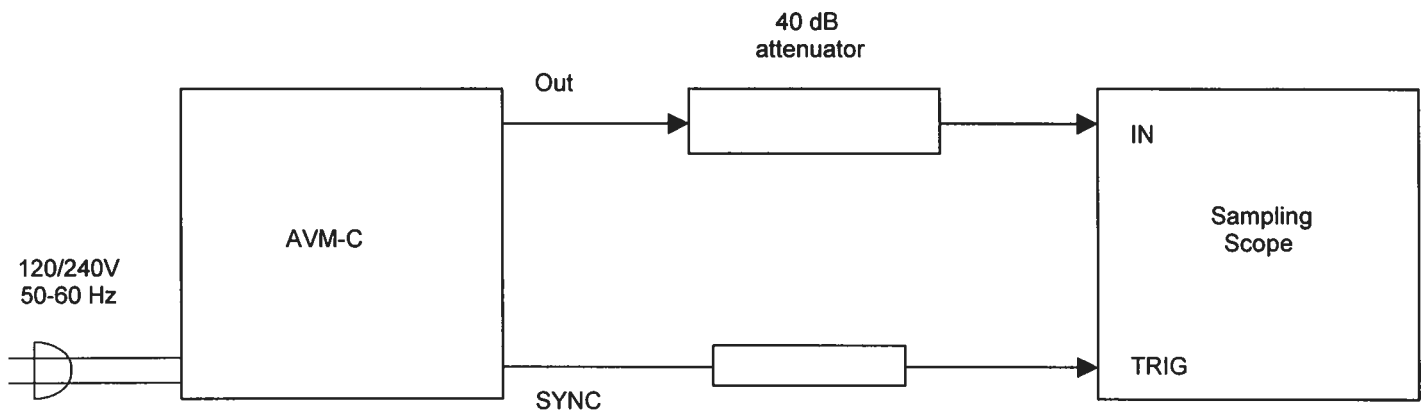 40 dB
attenuator
Out
IN
AVM-C
Sampling
Scope
120/240V
50-60 Hz
TRIG
SYNC